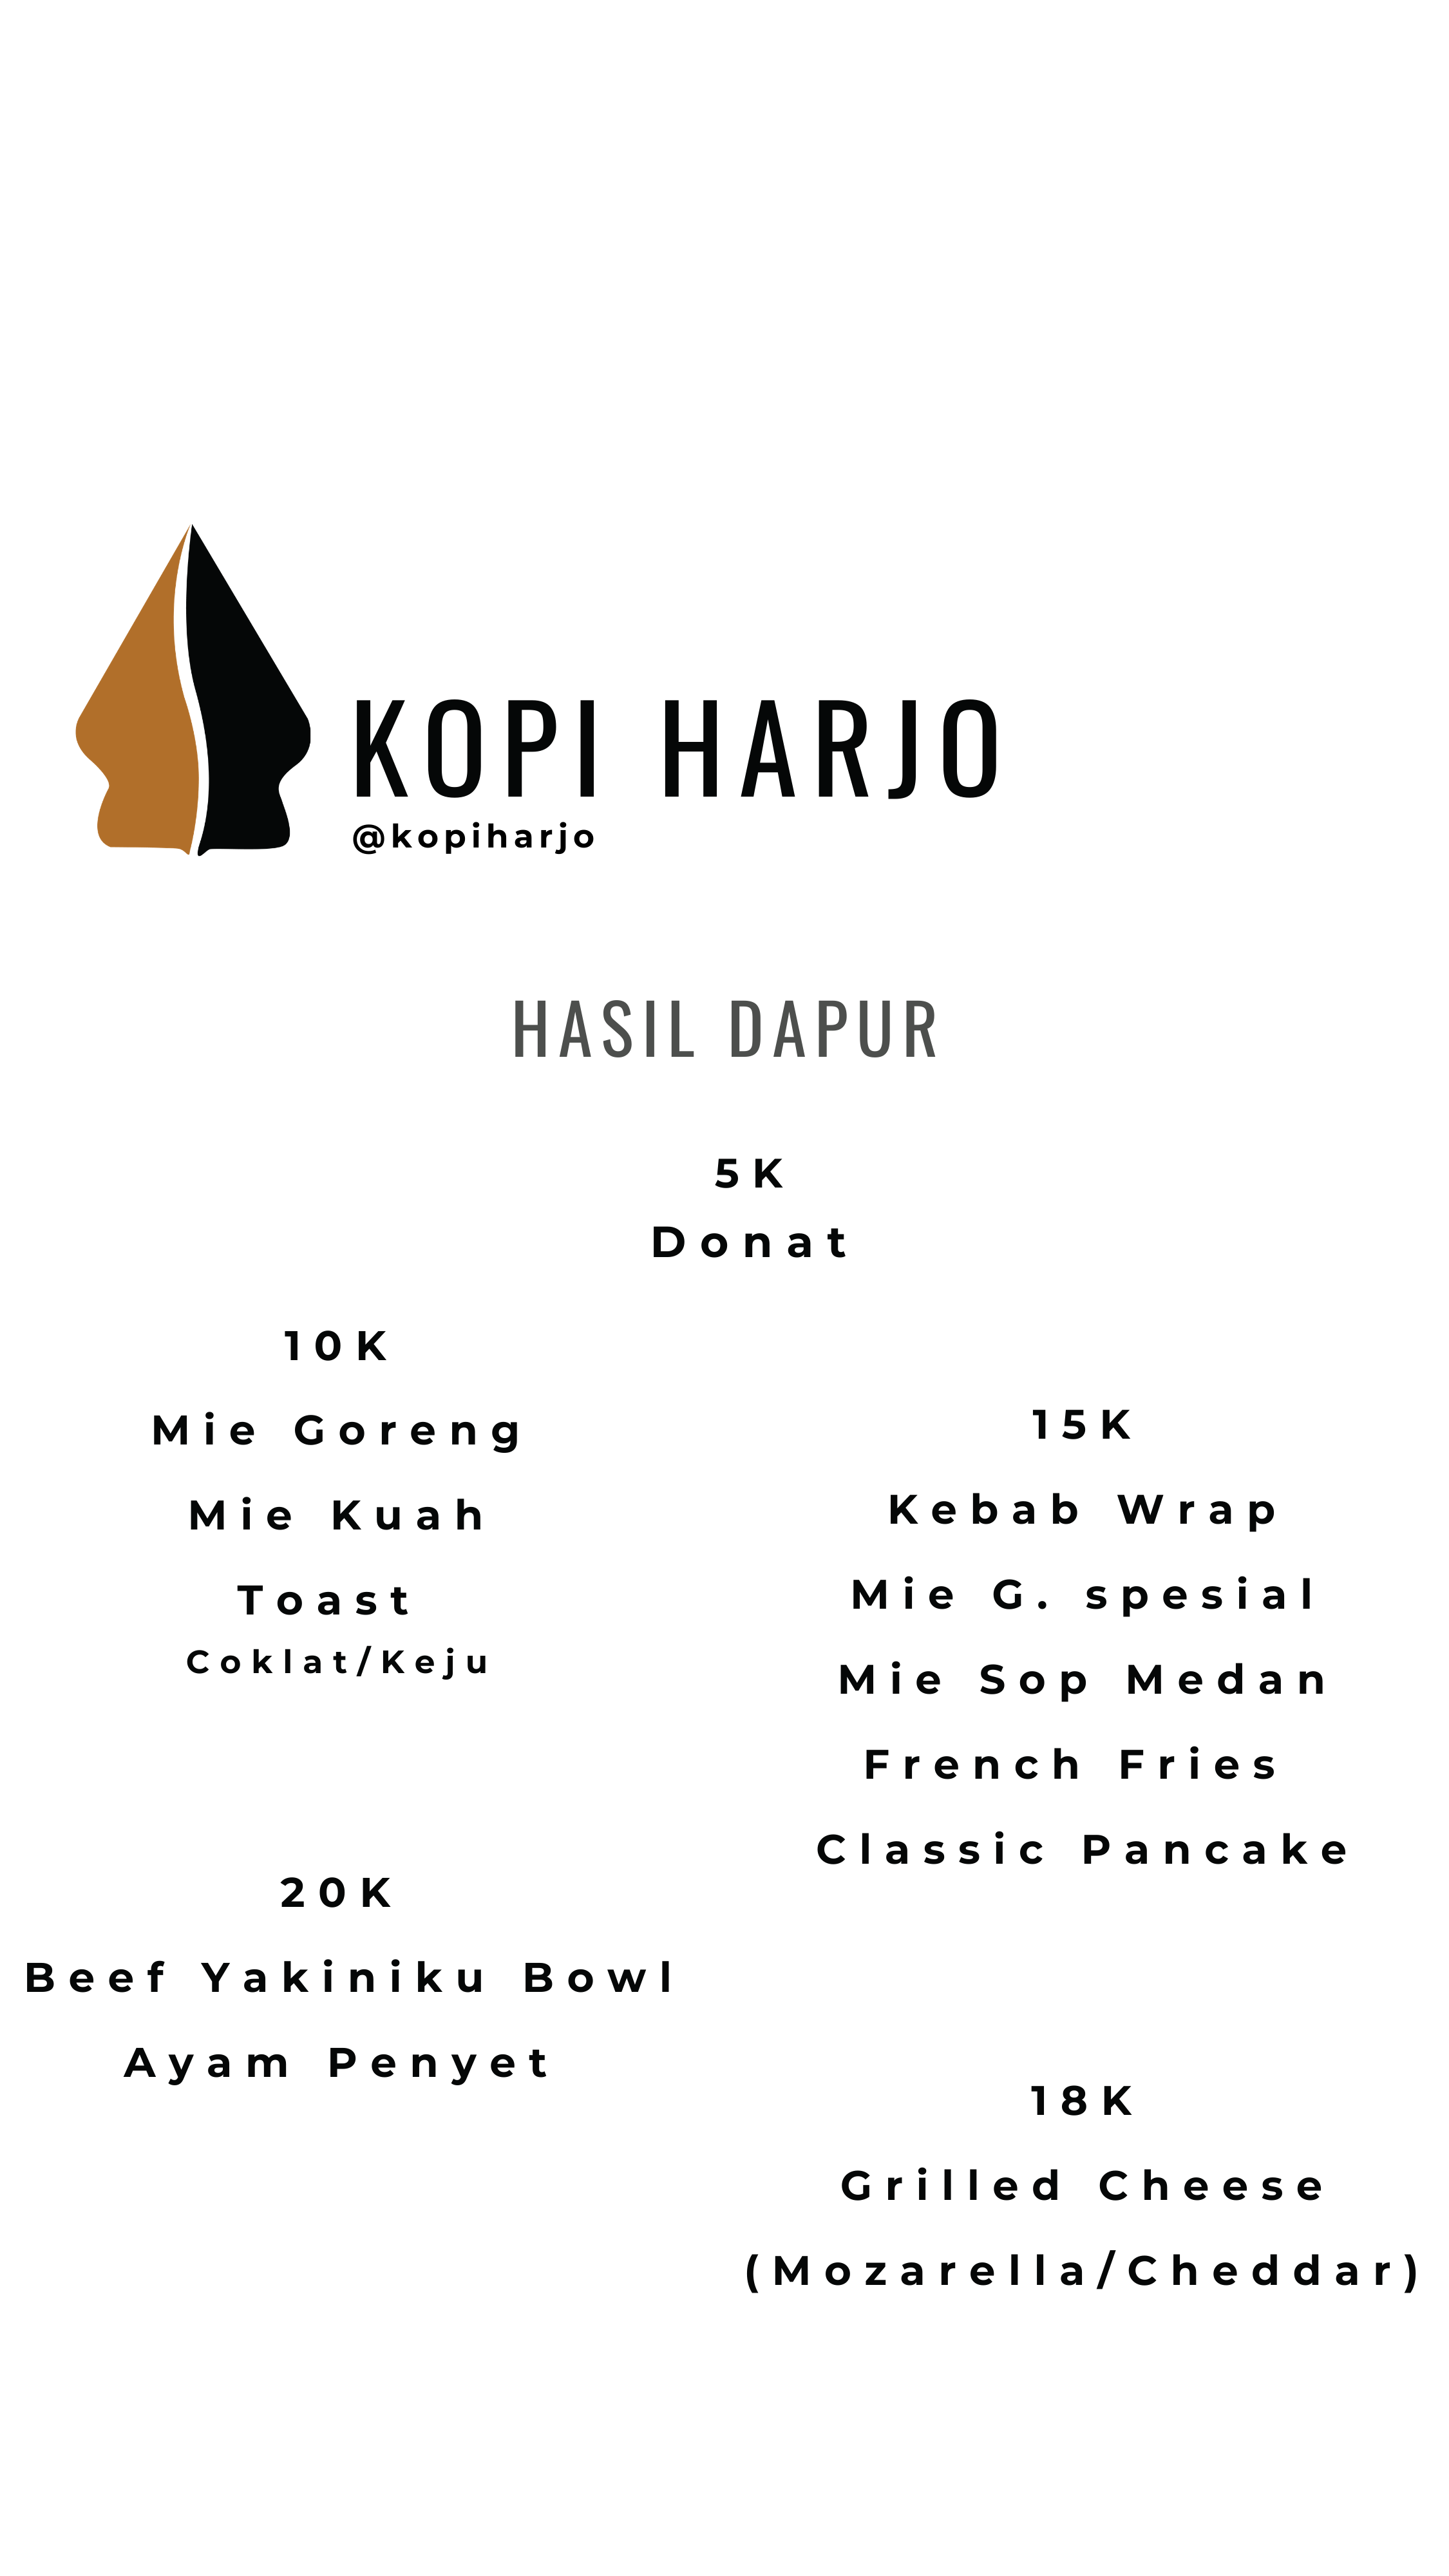 KOPI HARJO
@kopiharjo
HASIL DAPUR
5K
Donat
10K
Mie Goreng
Mie Kuah
Toast
Coklat/Keju
15K
Kebab Wrap
Mie G. spesial
Mie Sop Medan
French Fries
Classic Pancake
20K
Beef Yakiniku Bowl
Ayam Penyet
18K
Grilled Cheese
(Mozarella/Cheddar)